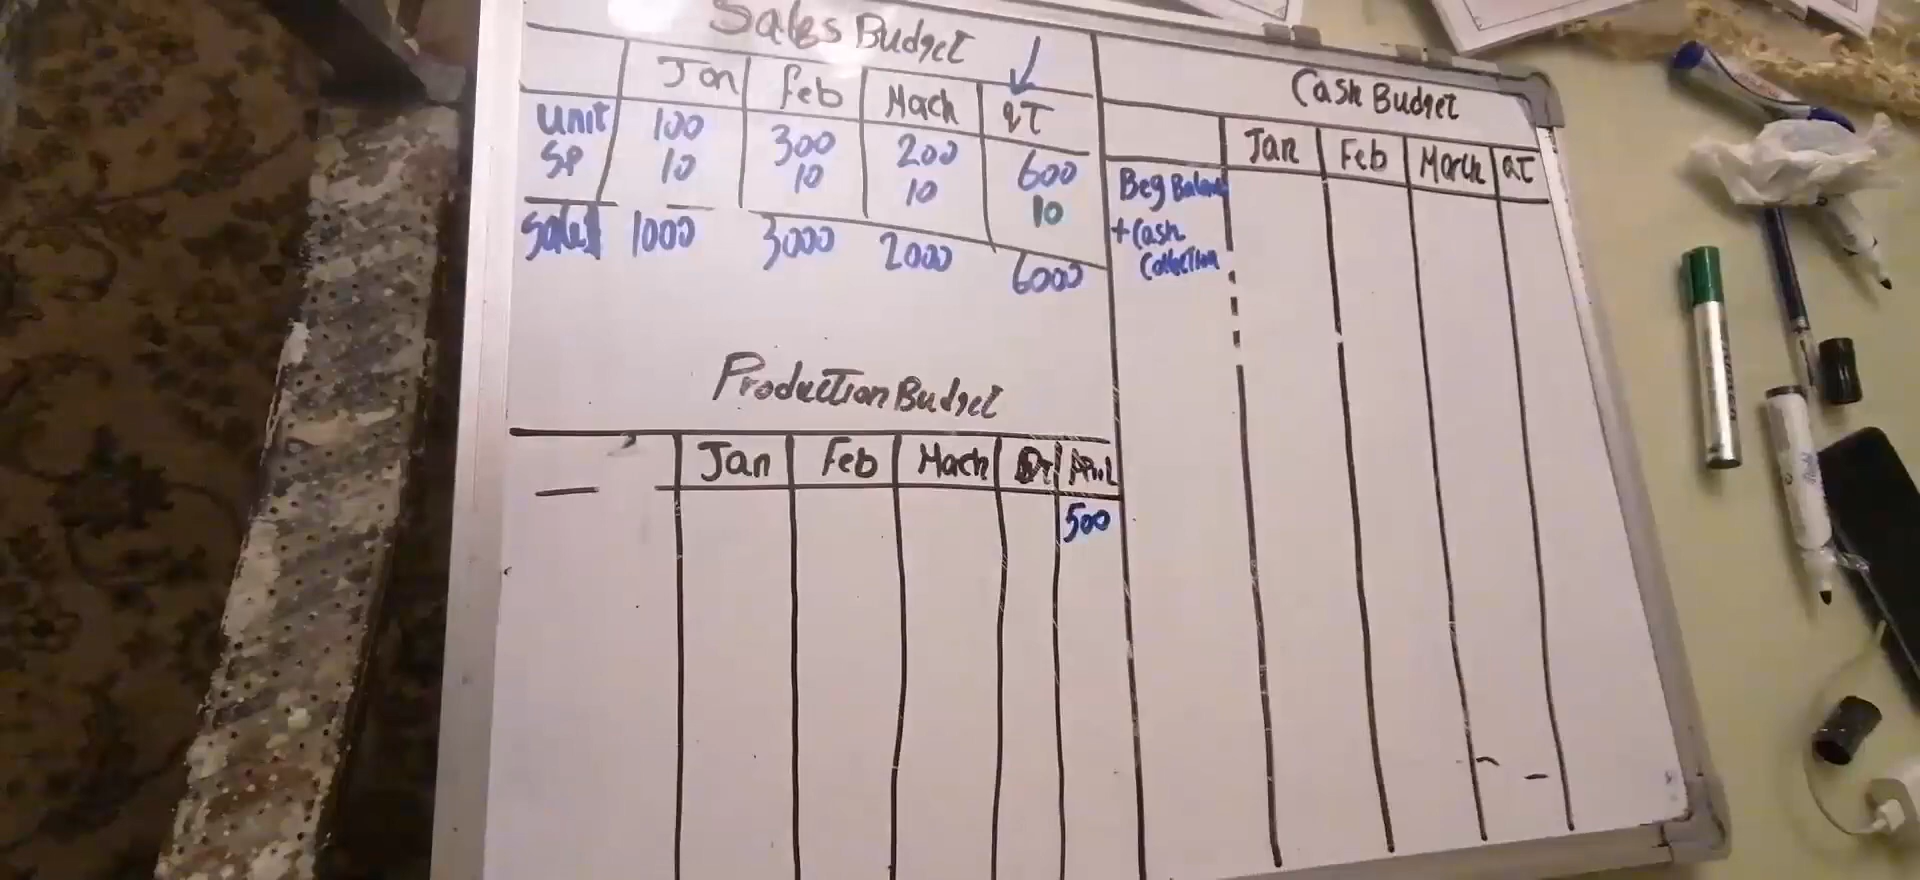 Sales Budget
Jan Feb Mach QT
Unit 100 300 200 600
SP 10 10 10 10
Sales 1000 3000 2000 6000
Production Budget
Jan Feb Mach QT April
500
Cash Budget
Jan Feb March QT
Beg Balance
+ Cash
Collection